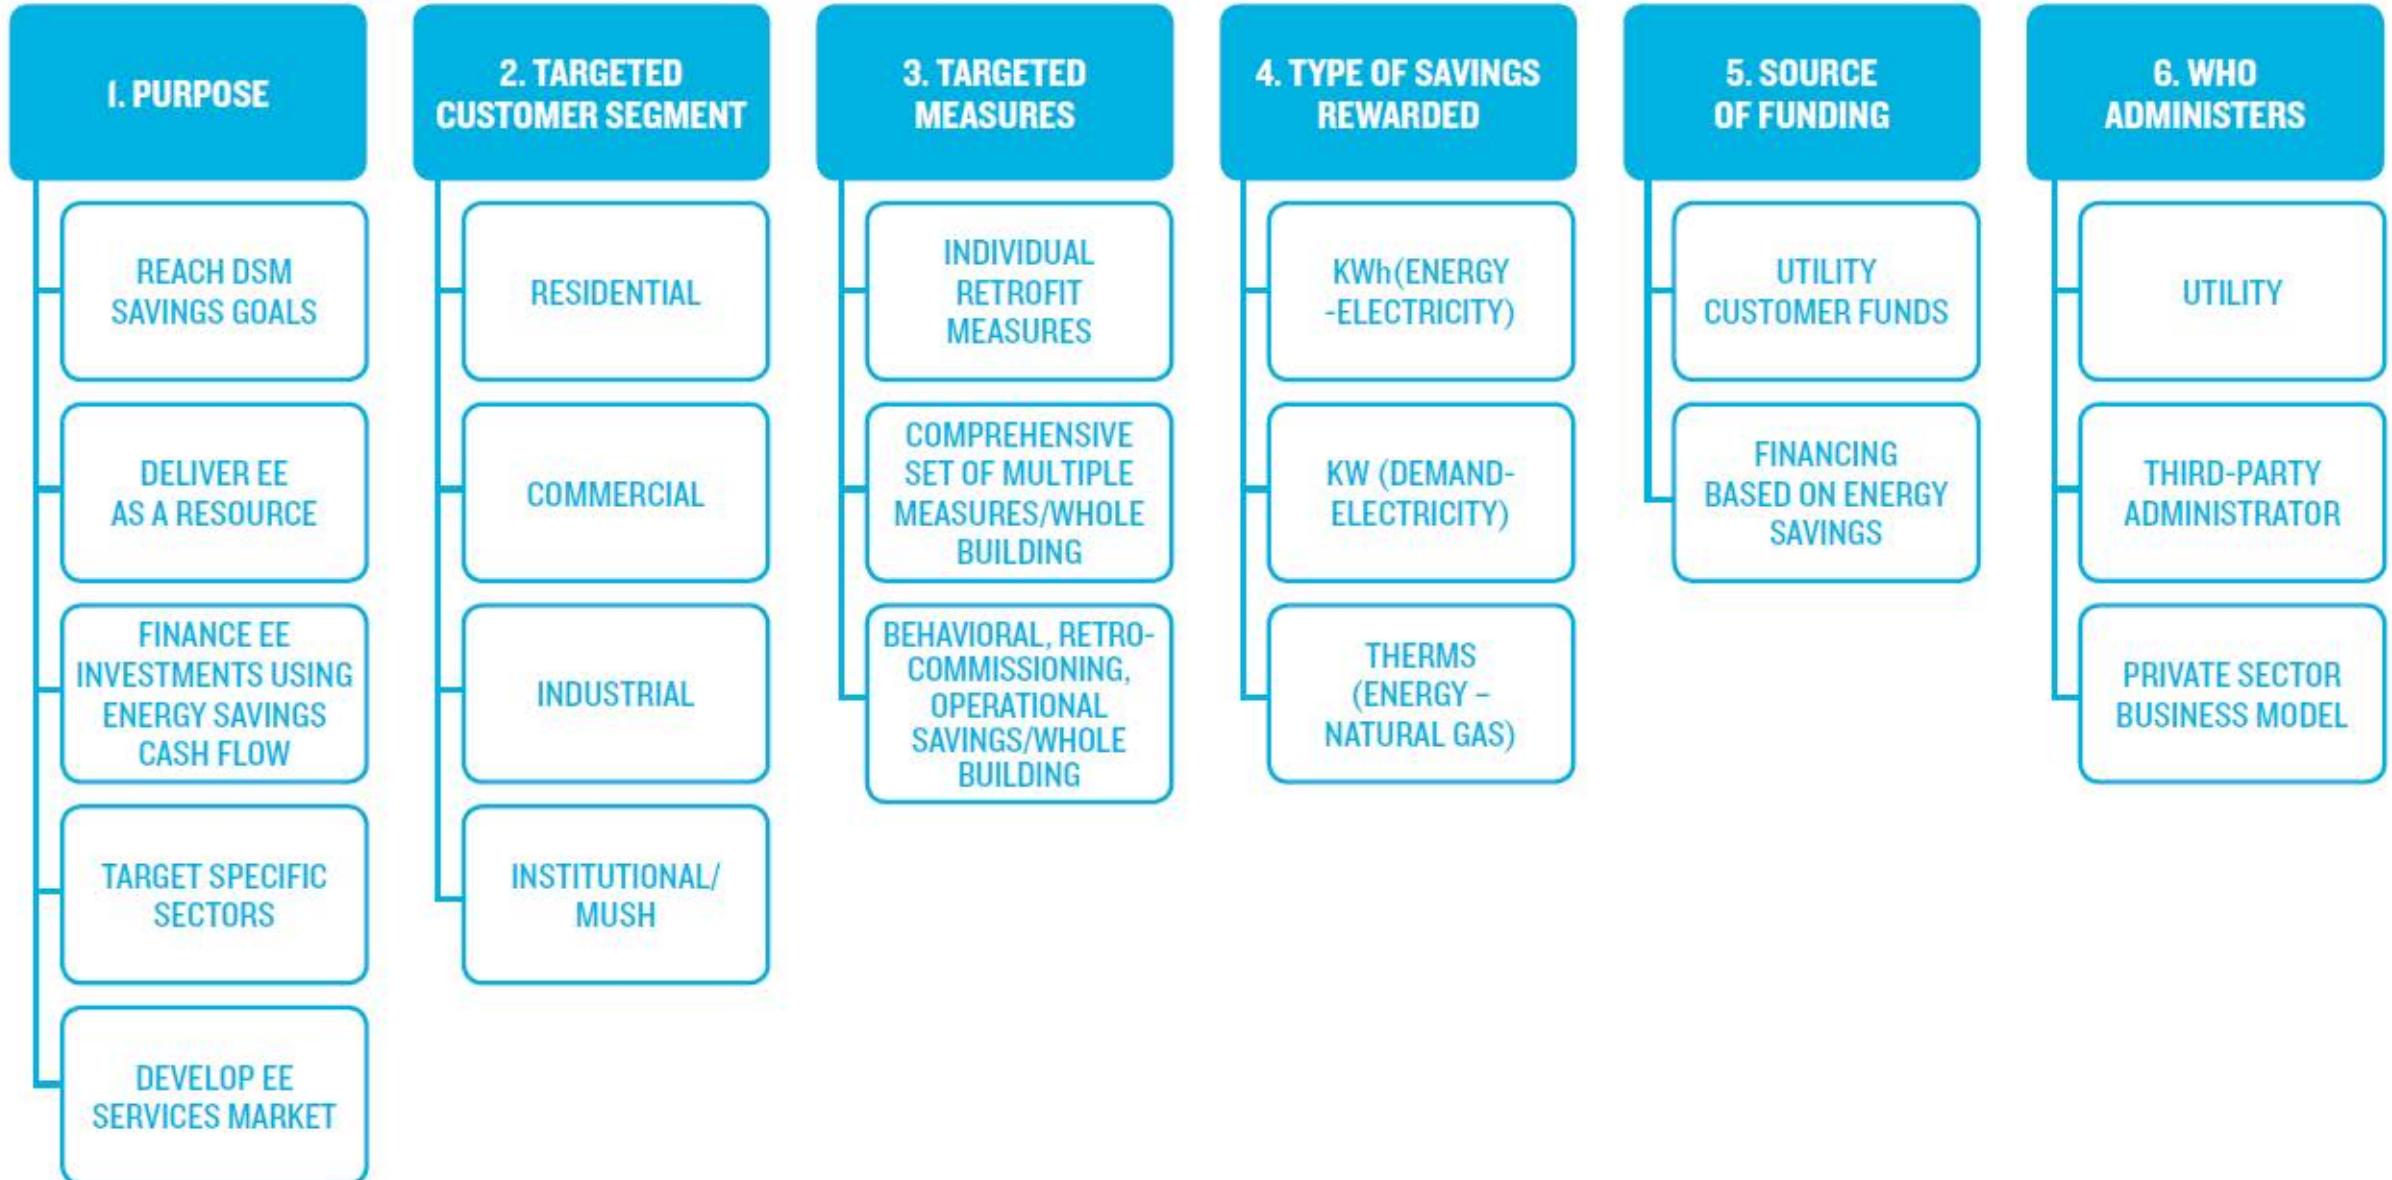 1. PURPOSE
REACH DSM
SAVINGS GOALS
DELIVER EE
AS A RESOURCE
FINANCE EE
INVESTMENTS USING
ENERGY SAVINGS
CASH FLOW
TARGET SPECIFIC
SECTORS
DEVELOP EE
SERVICES MARKET
2. TARGETED
CUSTOMER SEGMENT
RESIDENTIAL
COMMERCIAL
INDUSTRIAL
INSTITUTIONAL/
MUSH
3. TARGETED
MEASURES
INDIVIDUAL
RETROFIT
MEASURES
COMPREHENSIVE
SET OF MULTIPLE
MEASURES/WHOLE
BUILDING
BEHAVIORAL, RETRO-
COMMISSIONING,
OPERATIONAL
SAVINGS/WHOLE
BUILDING
4. TYPE OF SAVINGS
REWARDED
KWh(ENERGY
-ELECTRICITY)
KW (DEMAND-
ELECTRICITY)
THERMS
(ENERGY –
NATURAL GAS)
5. SOURCE
OF FUNDING
UTILITY
CUSTOMER FUNDS
FINANCING
BASED ON ENERGY
SAVINGS
6. WHO
ADMINISTERS
UTILITY
THIRD-PARTY
ADMINISTRATOR
PRIVATE SECTOR
BUSINESS MODEL